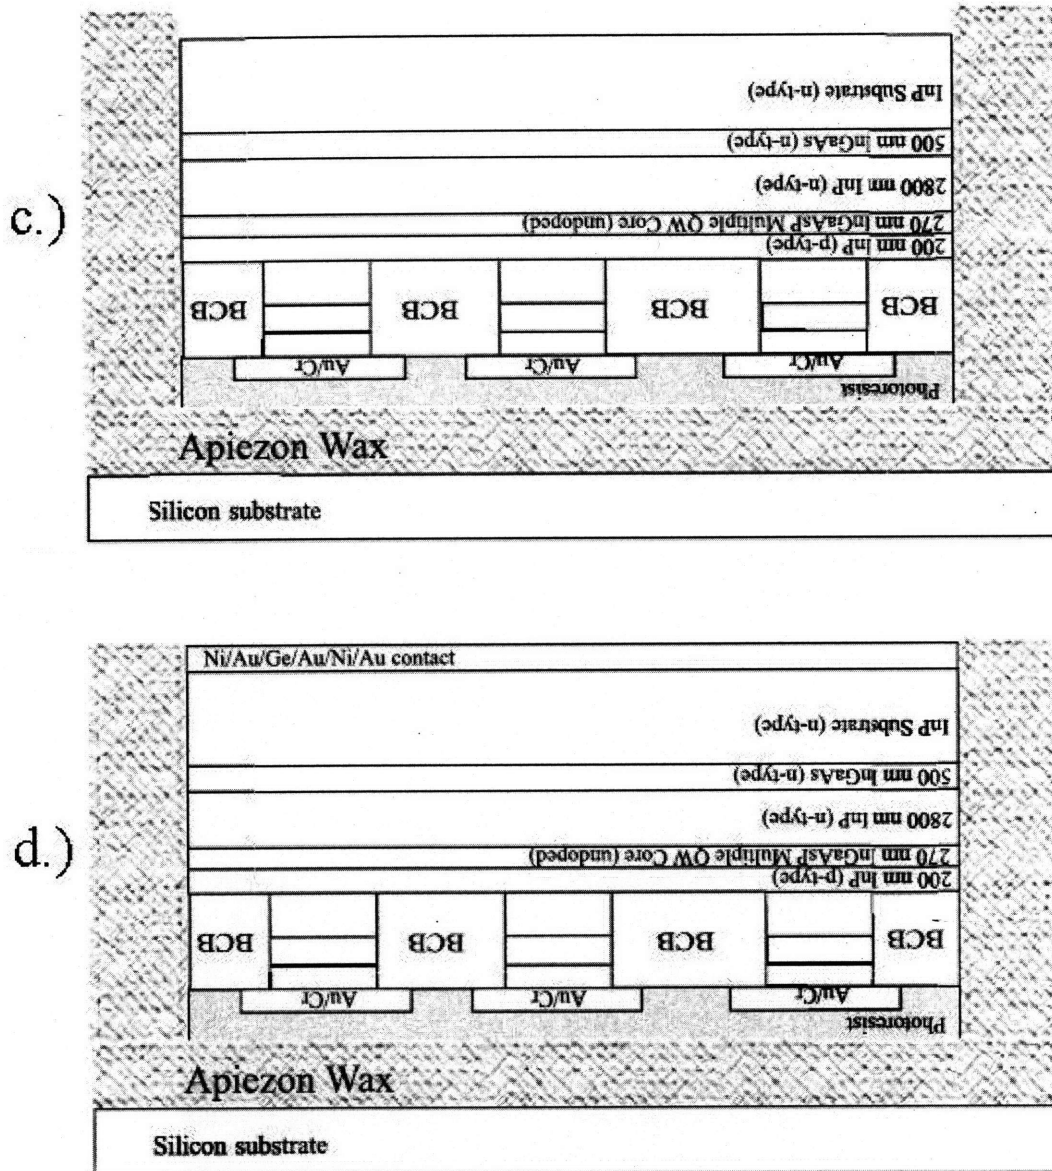 c.)
InP Substrate (n-type)
500 nm InGaAs (n-type)
2800 nm InP (n-type)
270 nm InGaAsP Multiple QW Core (undoped)
200 nm InP (p-type)
BCB BCB BCB BCB
Au/Cr Au/Cr Au/Cr
Photoresist
Apiezon Wax
Silicon substrate
d.)
Ni/Au/Ge/Au/Ni/Au contact
InP Substrate (n-type)
500 nm InGaAs (n-type)
2800 nm InP (n-type)
270 nm InGaAsP Multiple QW Core (undoped)
200 nm InP (p-type)
BCB BCB BCB BCB
Au/Cr Au/Cr Au/Cr
Photoresist
Apiezon Wax
Silicon substrate